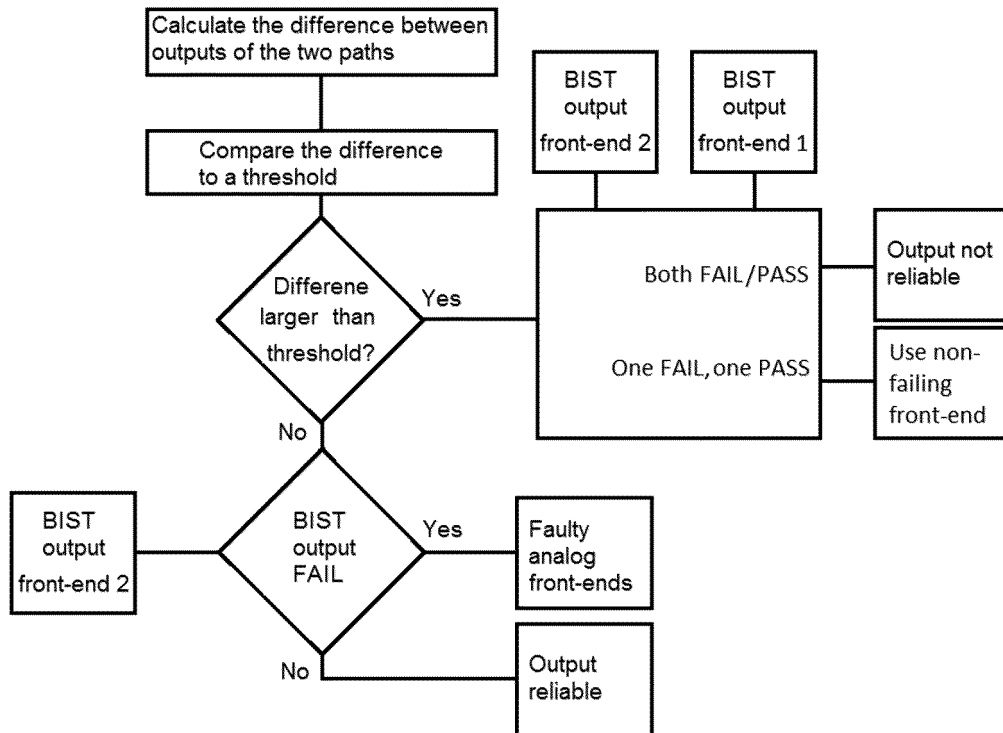 Calculate the difference between
outputs of the two paths
Compare the difference
to a threshold
BIST
output
front-end 2
BIST
output
front-end 1
Differene
larger than
threshold?
Yes
Both FAIL/PASS
Output not
reliable
One FAIL, one PASS
Use non-
failing
front-end
No
BIST
output
front-end 2
BIST
output
FAIL
Yes
Faulty
analog
front-ends
No
Output
reliable